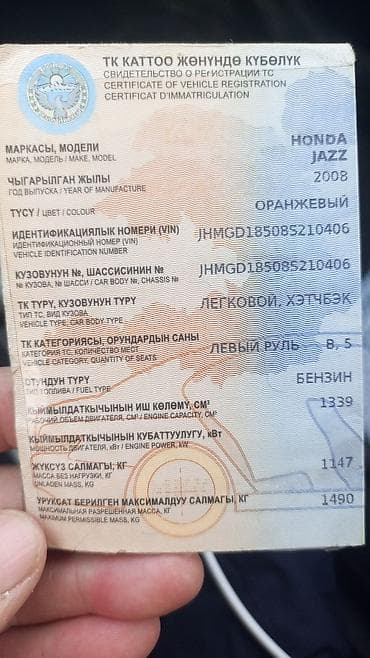 ТК КАТТОО ЖӨНҮНДӨ КҮБӨЛҮК
СВИДЕТЕЛЬСТВО О РЕГИСТРАЦИИ ТС
CERTIFICATE OF VEHICLE REGISTRATION
CERTIFICAT D'IMMATRICULATION
МАРКАСЫ, МОДЕЛИ HONDA
МАРКА, МОДЕЛЬ / MAKE, MODEL JAZZ
ЧЫГАРЫЛГАН ЖЫЛЫ 2008
ГОД ВЫПУСКА / YEAR OF MANUFACTURE
ТҮСҮ / ЦВЕТ / COLOUR ОРАНЖЕВЫЙ
ИДЕНТИФИКАЦИЯЛЫК НОМЕРИ (VIN) JHMGD18508S210406
ИДЕНТИФИКАЦИОННЫЙ НОМЕР (VIN)
VEHICLE IDENTIFICATION NUMBER
КУЗОВУНУН №, ШАССИСИНИН № JHMGD18508S210406
№ КУЗОВА, № ШАССИ / CAR BODY №, CHASSIS №
ТК ТҮРҮ, КУЗОВУНУН ТҮРҮ ЛЕГКОВОЙ, ХЭТЧБЭК
ТИП ТС, ВИД КУЗОВА
VEHICLE TYPE, CAR BODY TYPE
ТК КАТЕГОРИЯСЫ, ОРУНДАРДЫН САНЫ ЛЕВЫЙ РУЛЬ - B, 5
КАТЕГОРИЯ ТС, КОЛИЧЕСТВО МЕСТ
VEHICLE CATEGORY, QUANTITY OF SEATS
ОТУНДУН ТҮРҮ БЕНЗИН
ТИП ТОПЛИВА / FUEL TYPE
КЫЙМЫЛДАТКЫЧЫНЫН ИШ КӨЛӨМҮ, СМ³ 1339
РАБОЧИЙ ОБЪЕМ ДВИГАТЕЛЯ, СМ³ / ENGINE CAPACITY, CM³
КЫЙМЫЛДАТКЫЧЫНЫН КУБАТТУУЛУГУ, кВт
МОЩНОСТЬ ДВИГАТЕЛЯ, кВт / ENGINE POWER, kW
ЖҮКСҮЗ САЛМАГЫ, КГ 1147
МАССА БЕЗ НАГРУЗКИ, КГ
UNLADEN MASS, KG
УРУКСАТ БЕРИЛГЕН МАКСИМАЛДУУ САЛМАГЫ, КГ 1490
МАКСИМАЛЬНАЯ РАЗРЕШЕННАЯ МАССА, КГ
MAXIMUM PERMISSIBLE MASS, KG